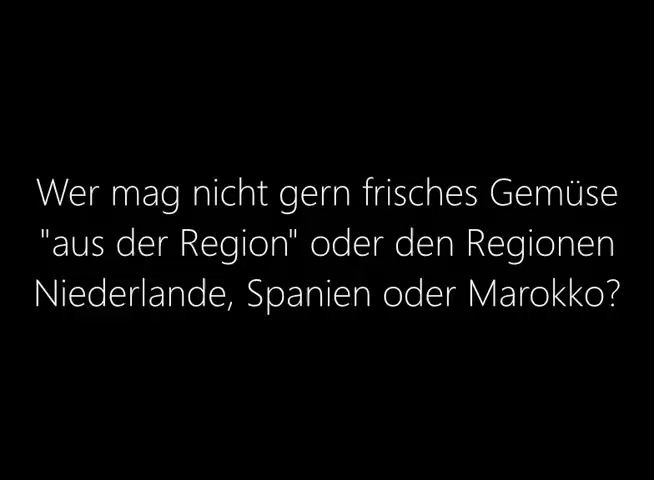 Wer mag nicht gern frisches Gemüse
"aus der Region" oder den Regionen
Niederlande, Spanien oder Marokko?